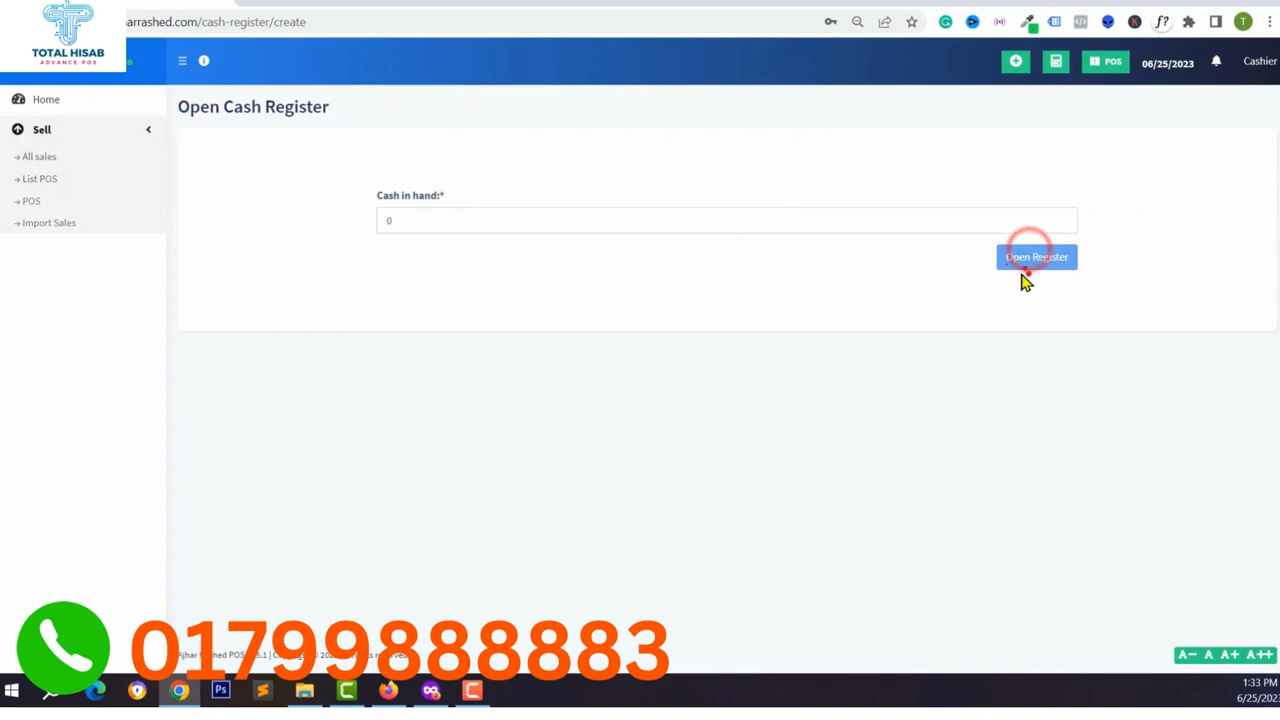 TOTAL HISAB
ADVANCE POS
arrashed.com/cash-register/create
POS
06/25/2023
Cashier
Home
Sell
All sales
List POS
POS
Import Sales
Open Cash Register
Cash in hand:*
0
Open Register
01799888883
A- A A+ A++
1:33 PM
6/25/2023